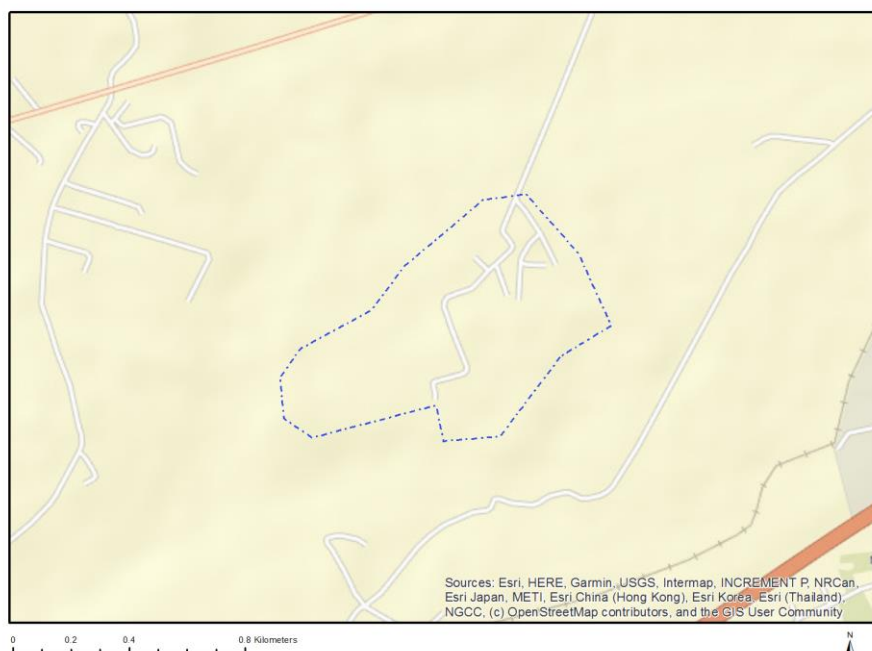 Sources: Esri, HERE, Garmin, USGS, Intermap, INCREMENT P, NRCan,
Esri Japan, METI, Esri China (Hong Kong), Esri Korea, Esri (Thailand),
NGCC, (c) OpenStreetMap contributors, and the GIS User Community
0 0.2 0.4 0.8 Kilometers
N